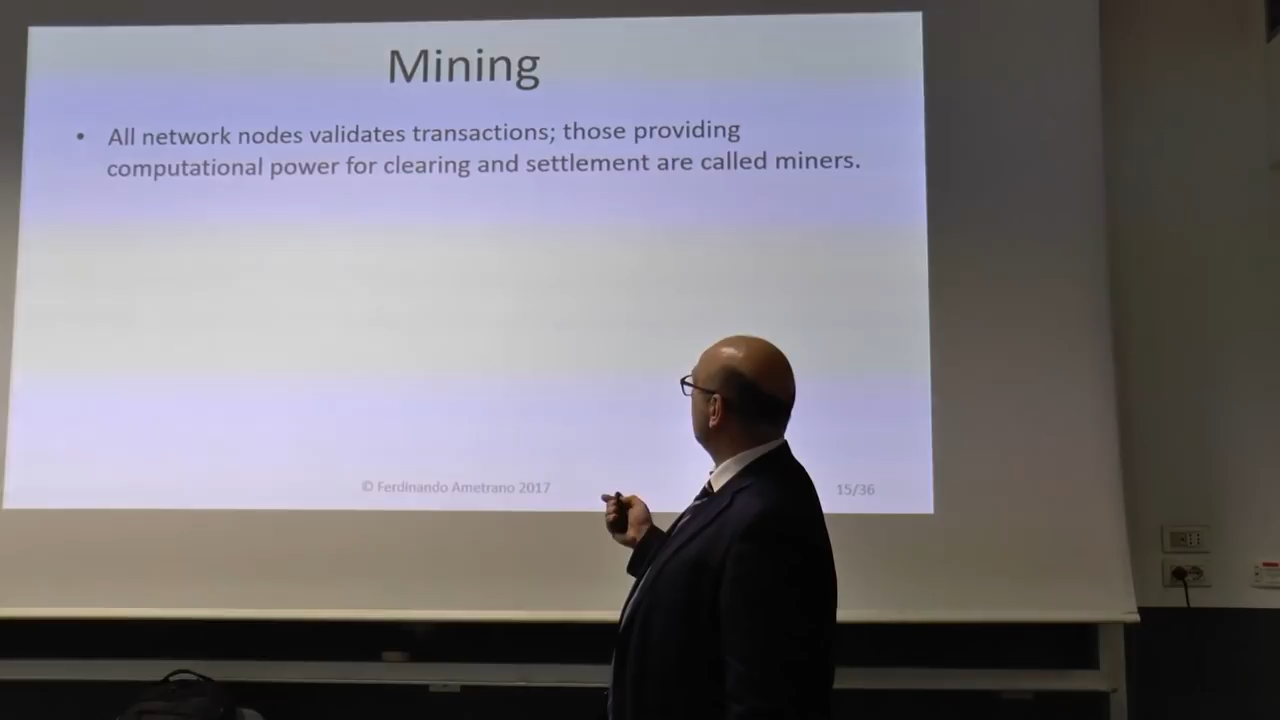 Mining
• All network nodes validates transactions; those providing
computational power for clearing and settlement are called miners.
© Ferdinando Ametrano 2017
15/36